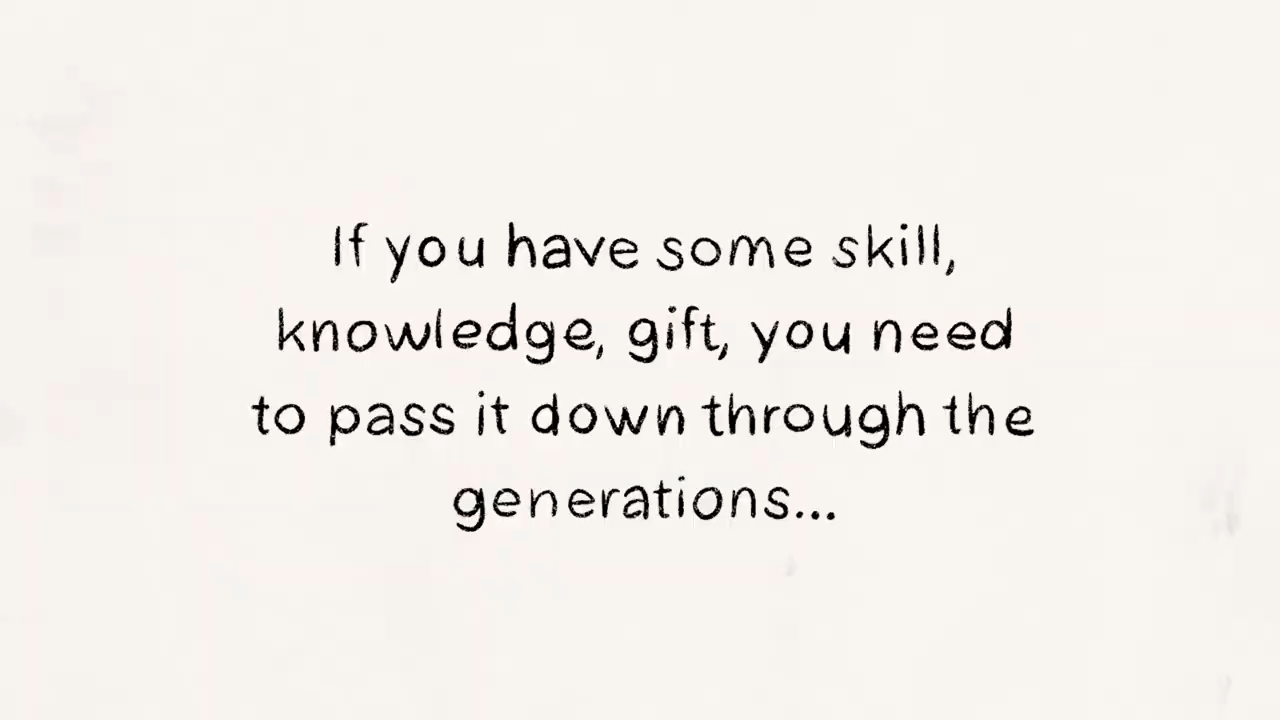 If you have some skill,
knowledge, gift, you need
to pass it down through the
generations...